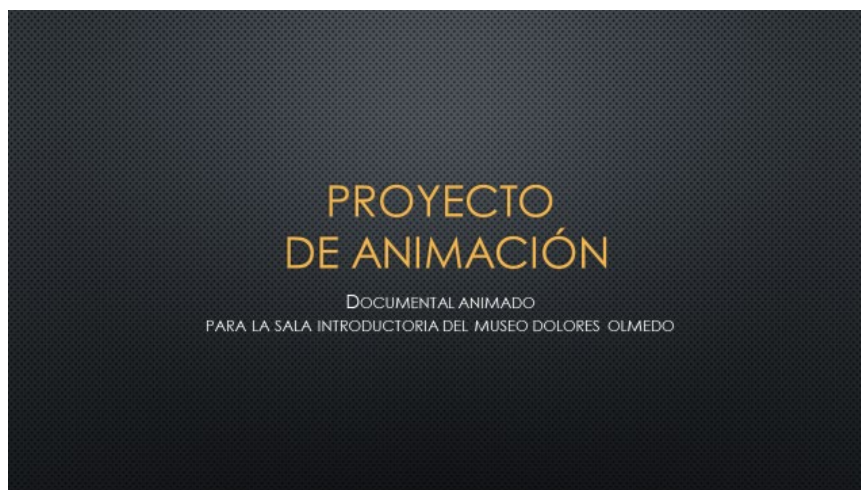 PROYECTO
DE ANIMACIÓN
DOCUMENTAL ANIMADO
PARA LA SALA INTRODUCTORIA DEL MUSEO DOLORES OLMEDO